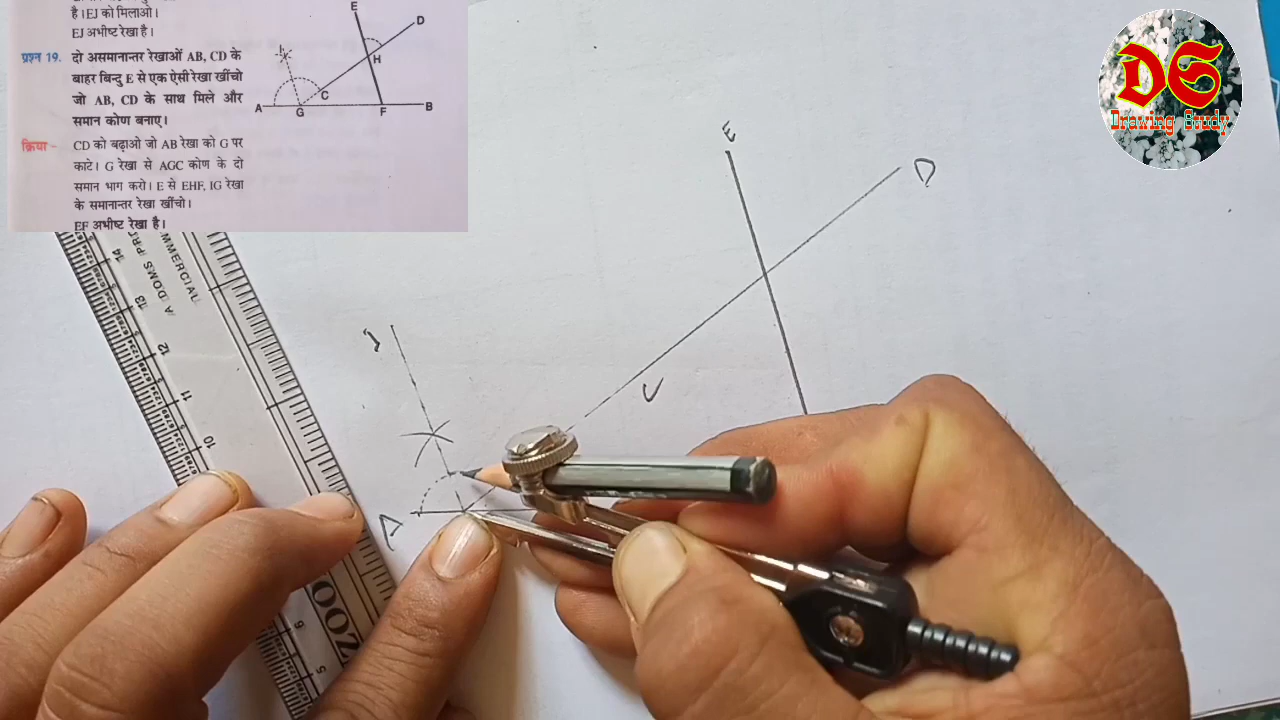 है। EJ को मिलाओ।
EJ अभीष्ट रेखा है।
प्रश्न 19. दो असमानान्तर रेखाओं AB, CD के
बाहर बिन्दु E से एक ऐसी रेखा खींचो
जो AB, CD के साथ मिले और
समान कोण बनाए।
क्रिया - CD को बढ़ाओ जो AB रेखा को G पर
काटे। G रेखा से AGC कोण के दो
समान भाग करो। E से EHF, IG रेखा
के समानान्तर रेखा खींचो।
EF अभीष्ट रेखा है।
E
D
H
C
A
G
F
B
DS
Drawing Study
COMMERCIAL
14
13
12
11
10
6
5
E
D
I
C
A